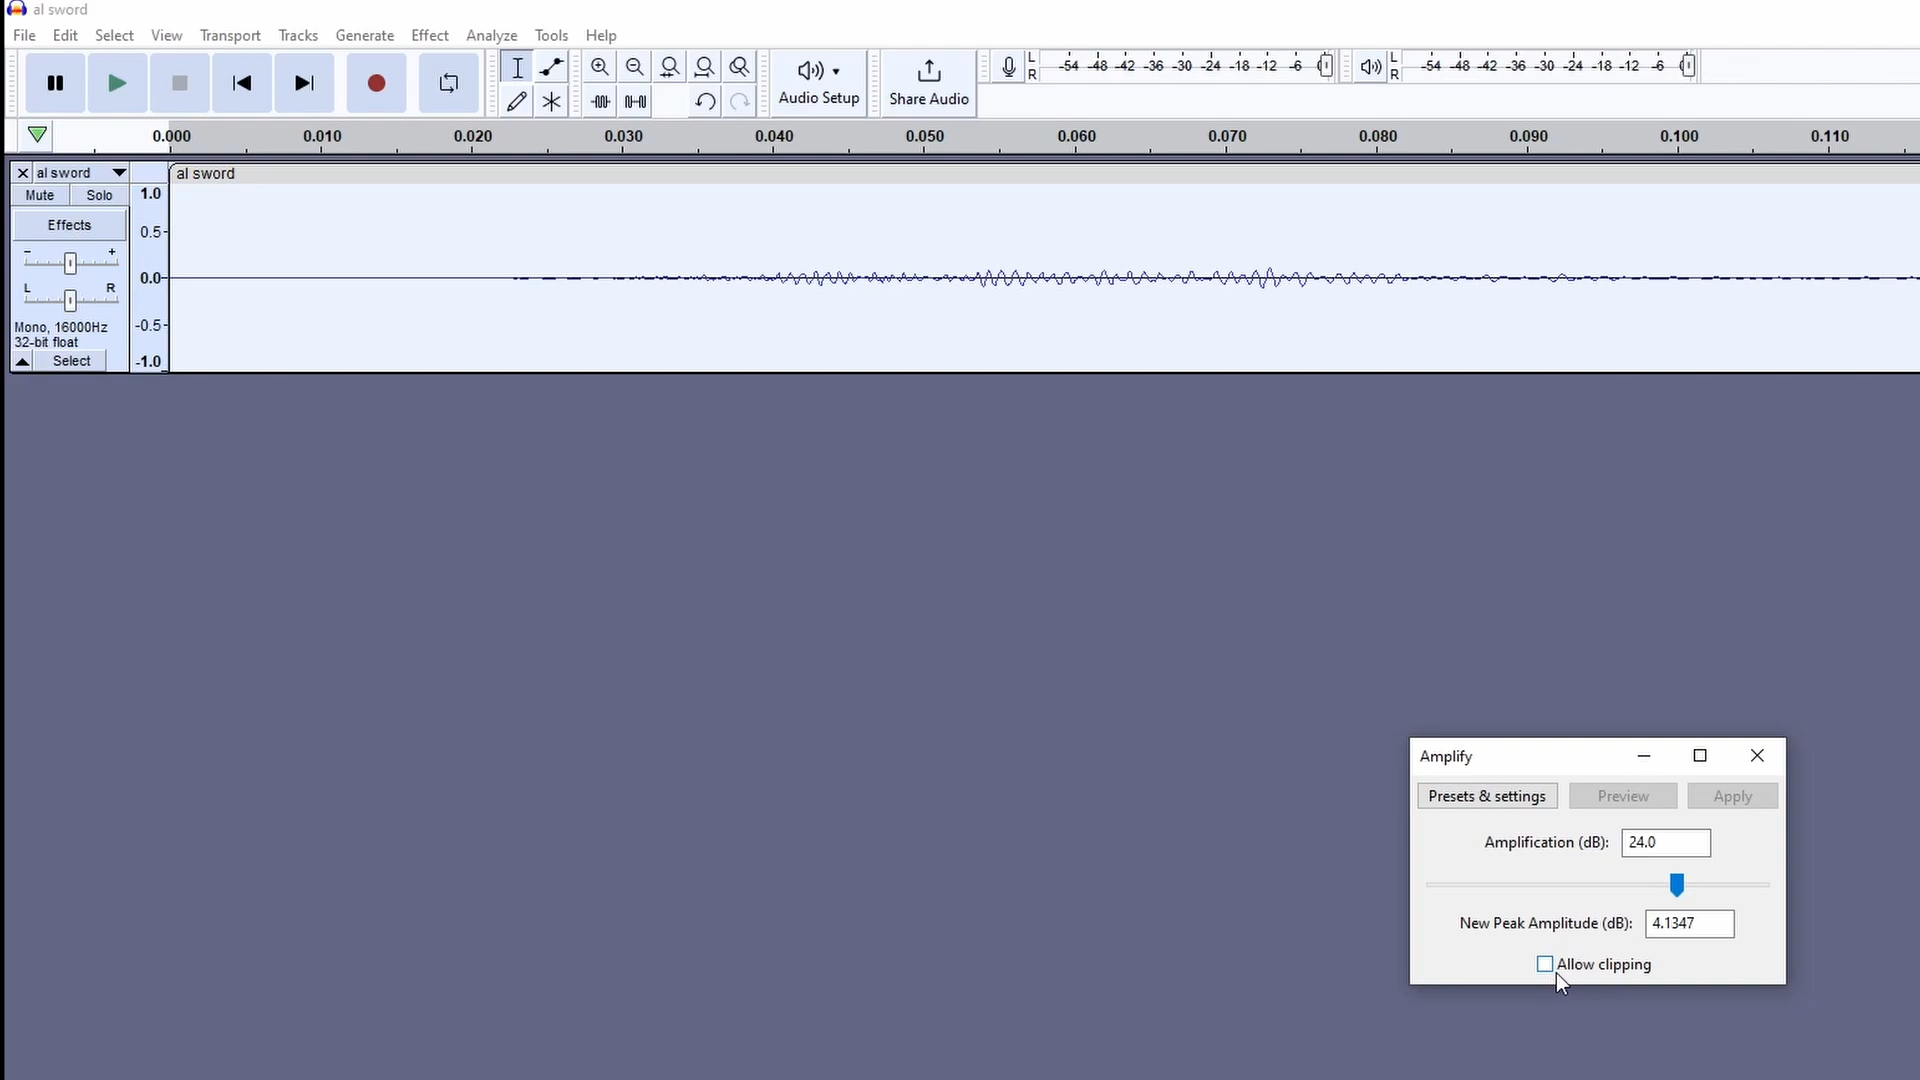 al sword
File Edit Select View Transport Tracks Generate Effect Analyze Tools Help
Audio Setup
Share Audio
L
R
-54 -48 -42 -36 -30 -24 -18 -12 -6
L
R
-54 -48 -42 -36 -30 -24 -18 -12 -6
0.000 0.010 0.020 0.030 0.040 0.050 0.060 0.070 0.080 0.090 0.100 0.110
al sword
Mute Solo
Effects
- +
L R
Mono, 16000Hz
32-bit float
Select
1.0
0.5
0.0
-0.5
-1.0
al sword
Amplify
Presets & settings Preview Apply
Amplification (dB): 24.0
New Peak Amplitude (dB): 4.1347
Allow clipping